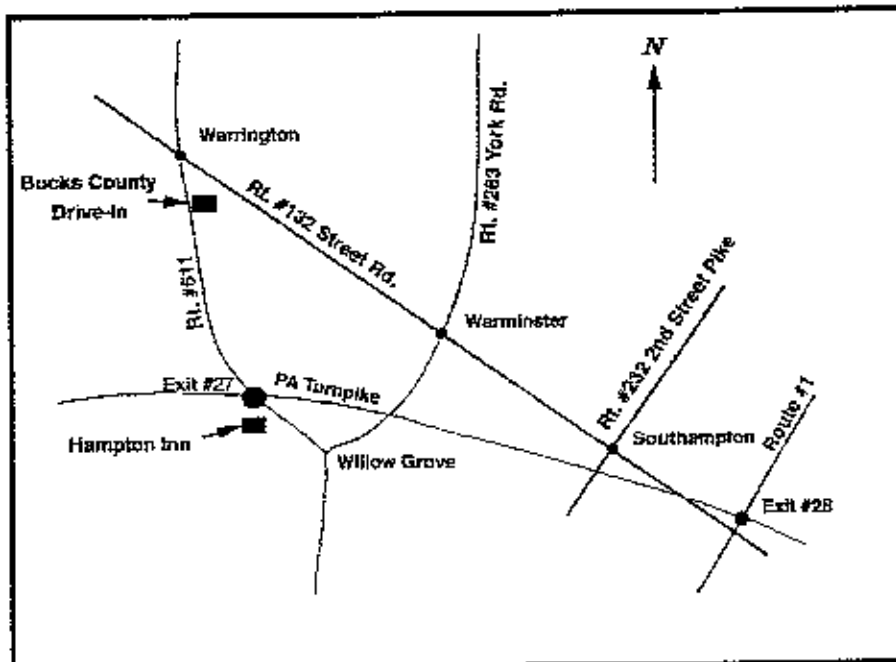 N
Warrington
Bucks County
Drive-In
Rt. #263 York Rd.
Rt. #132 Street Rd.
Rt. #611
Warminster
Rt. #232 2nd Street Pike
Exit #27
PA Turnpike
Route #1
Hampton Inn
Willow Grove
Southampton
Exit #28